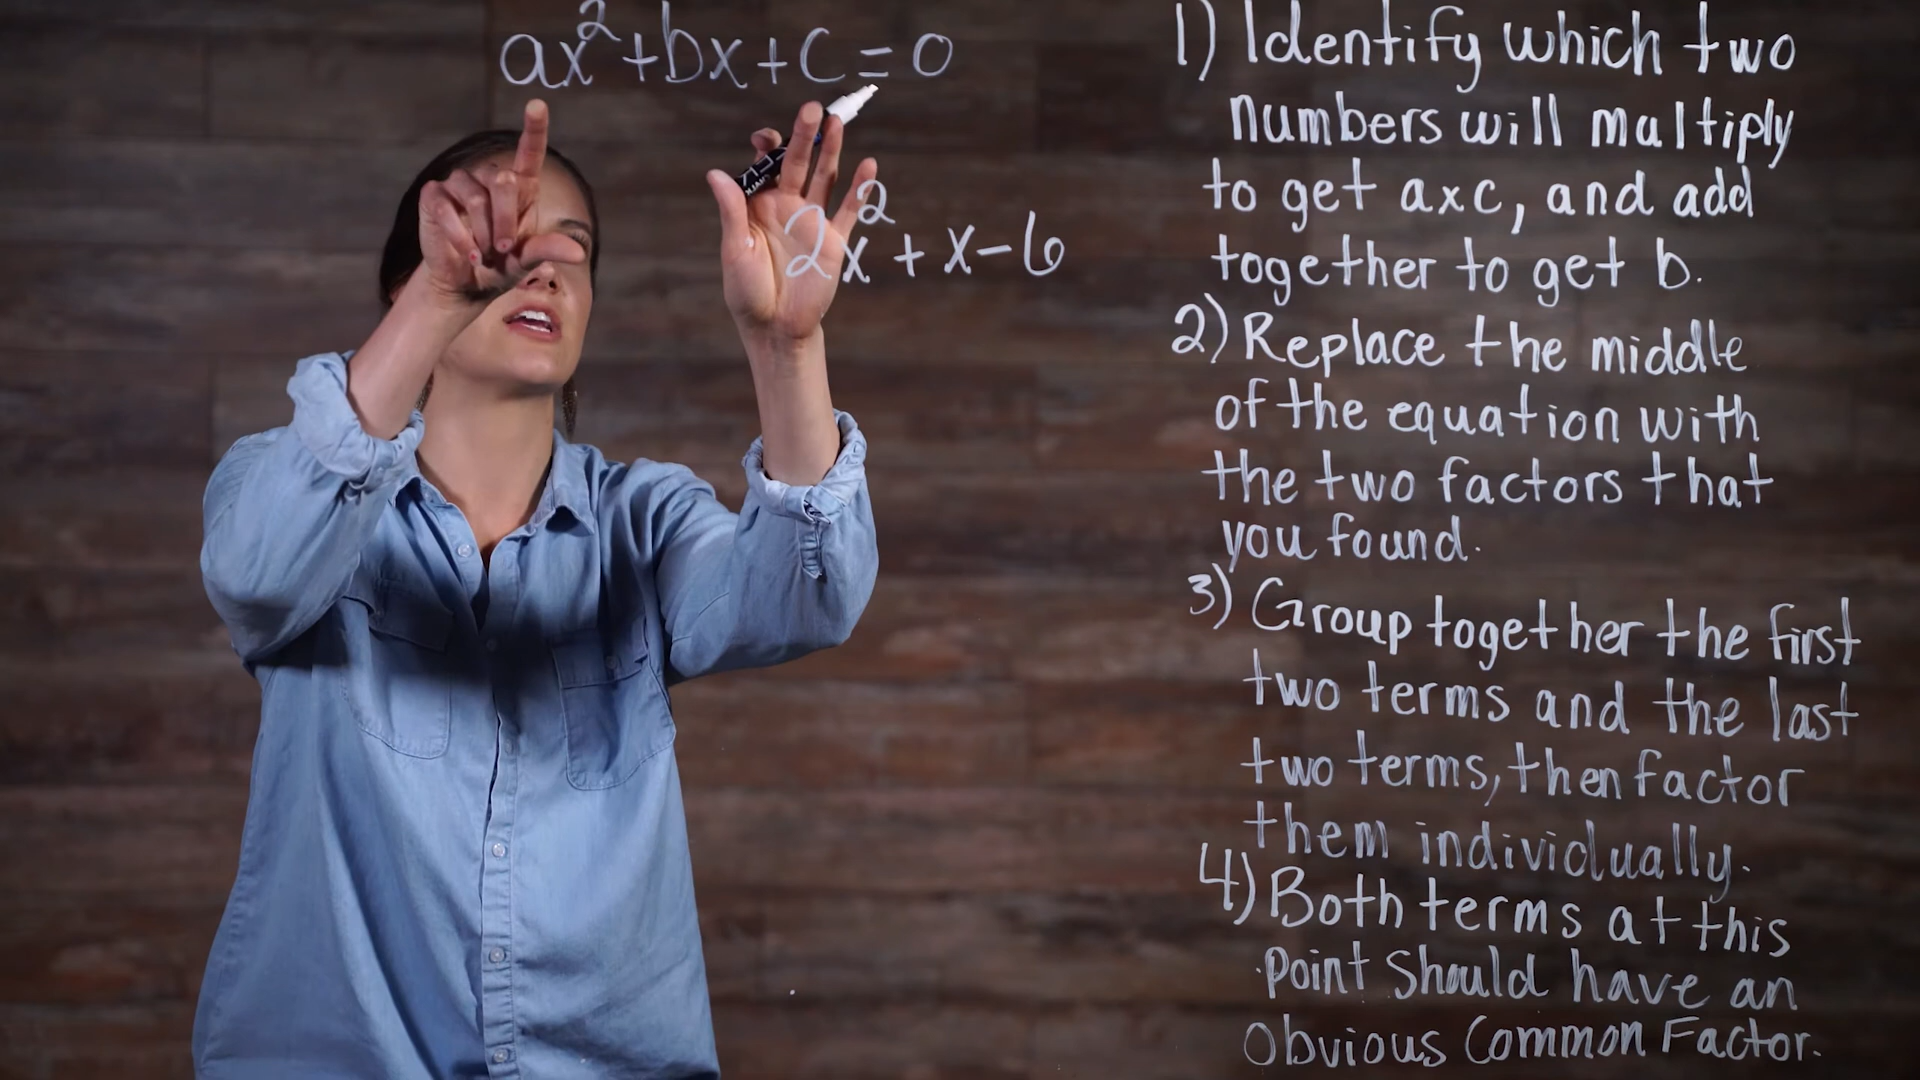 ax²+bx+c=0
2x²+x-6
1) Identify which two
numbers will multiply
to get axc, and add
together to get b.
2) Replace the middle
of the equation with
the two factors that
you found.
3) Group together the first
two terms and the last
two terms, then factor
them individually.
4) Both terms at this
point should have an
obvious common factor.